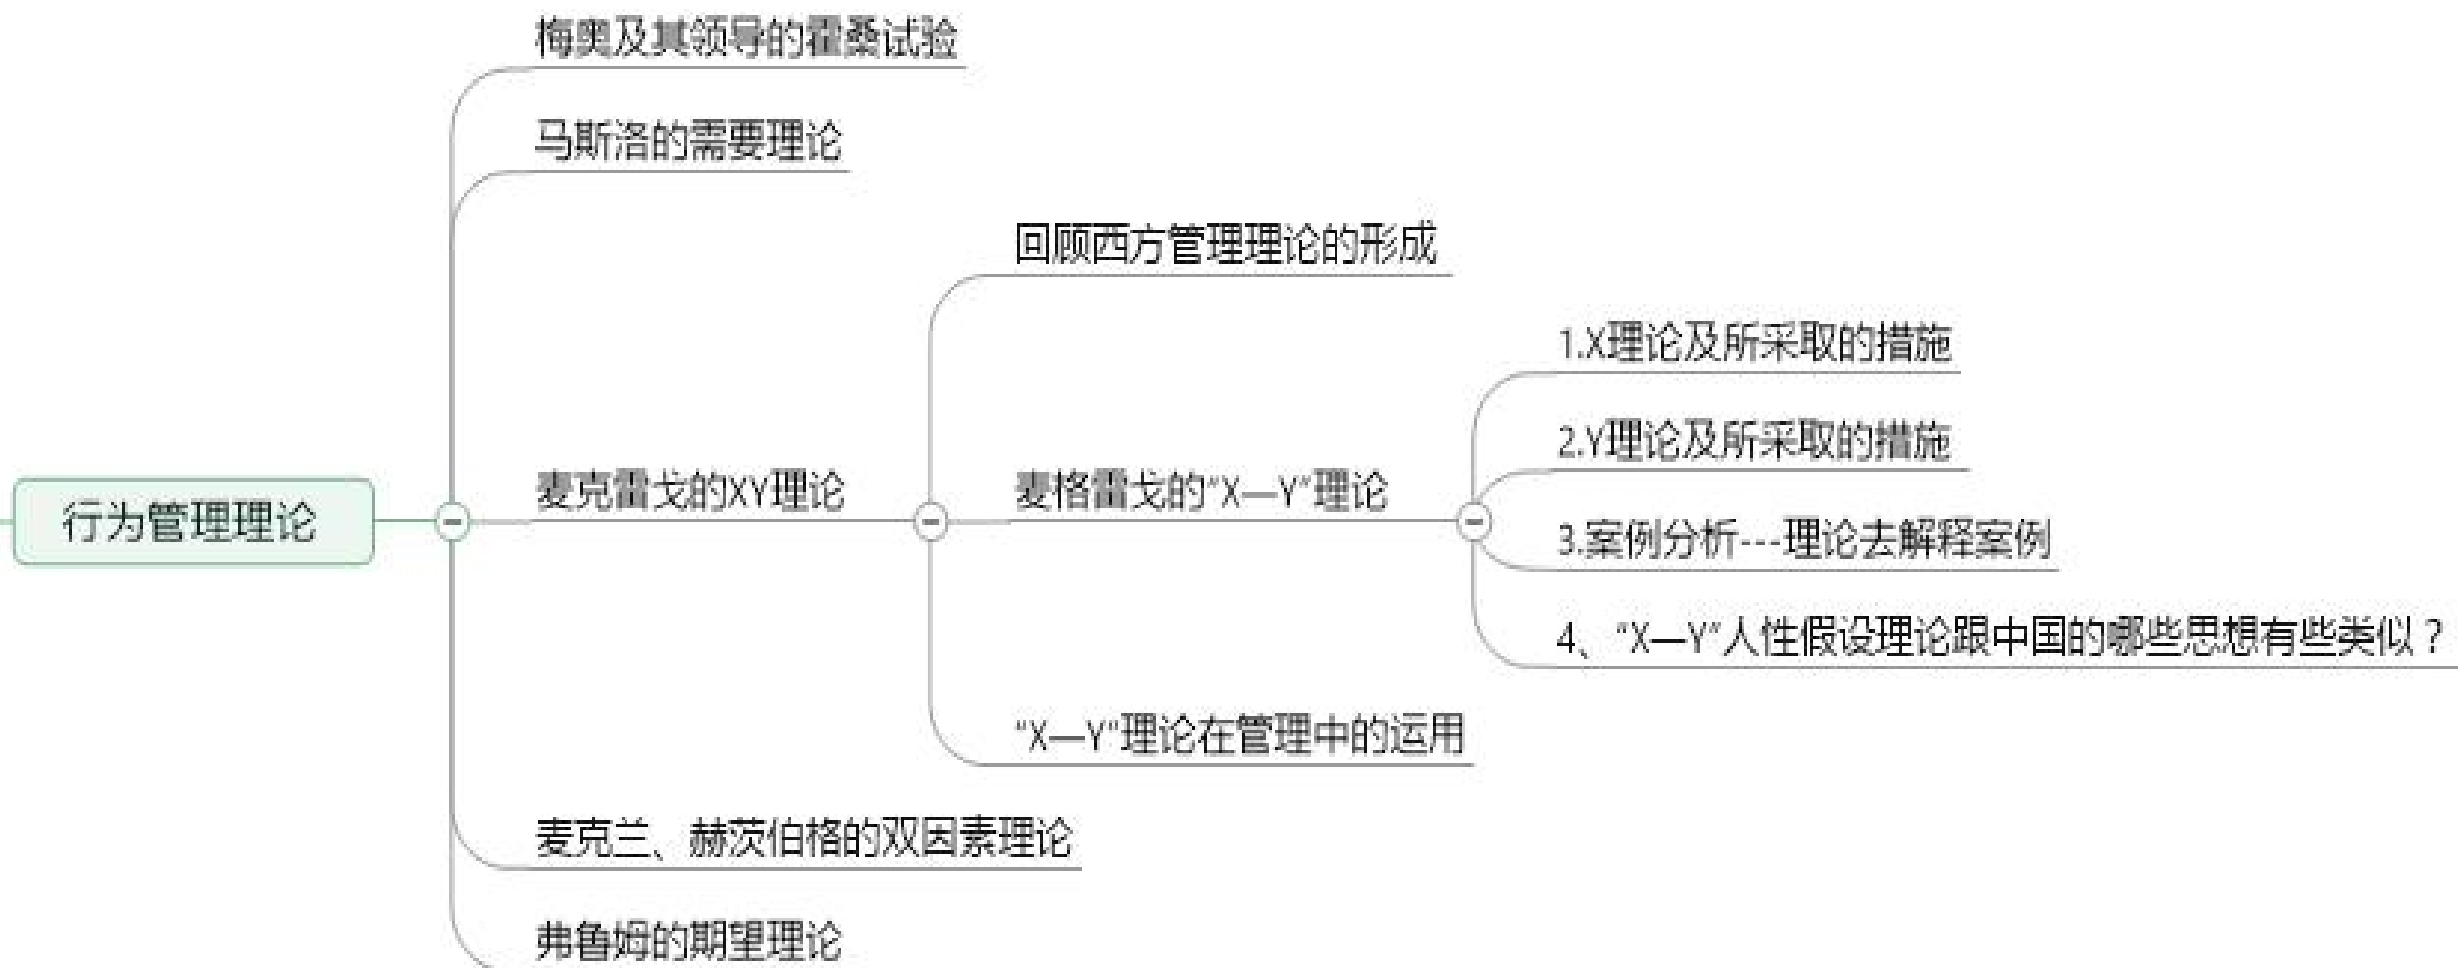 梅奥及其领导的霍桑试验
马斯洛的需要理论
回顾西方管理理论的形成
1.X理论及所采取的措施
2.Y理论及所采取的措施
行为管理理论
麦克雷戈的XY理论
麦格雷戈的“X—Y”理论
3.案例分析---理论去解释案例
4、“X—Y”人性假设理论跟中国的哪些思想有些类似？
“X—Y”理论在管理中的运用
麦克兰、赫茨伯格的双因素理论
弗鲁姆的期望理论